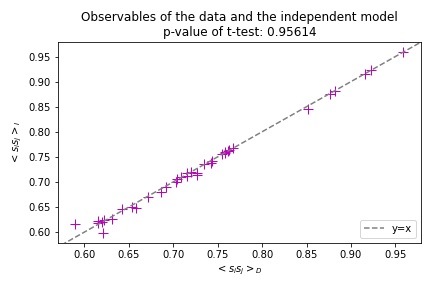 Observables of the data and the independent model
p-value of t-test: 0.95614
0.95
0.90
0.85
0.80
0.75
0.70
0.65
0.60
< sᵢsⱼ >ᵢ
y=x
0.60 0.65 0.70 0.75 0.80 0.85 0.90 0.95
< sᵢsⱼ >_D